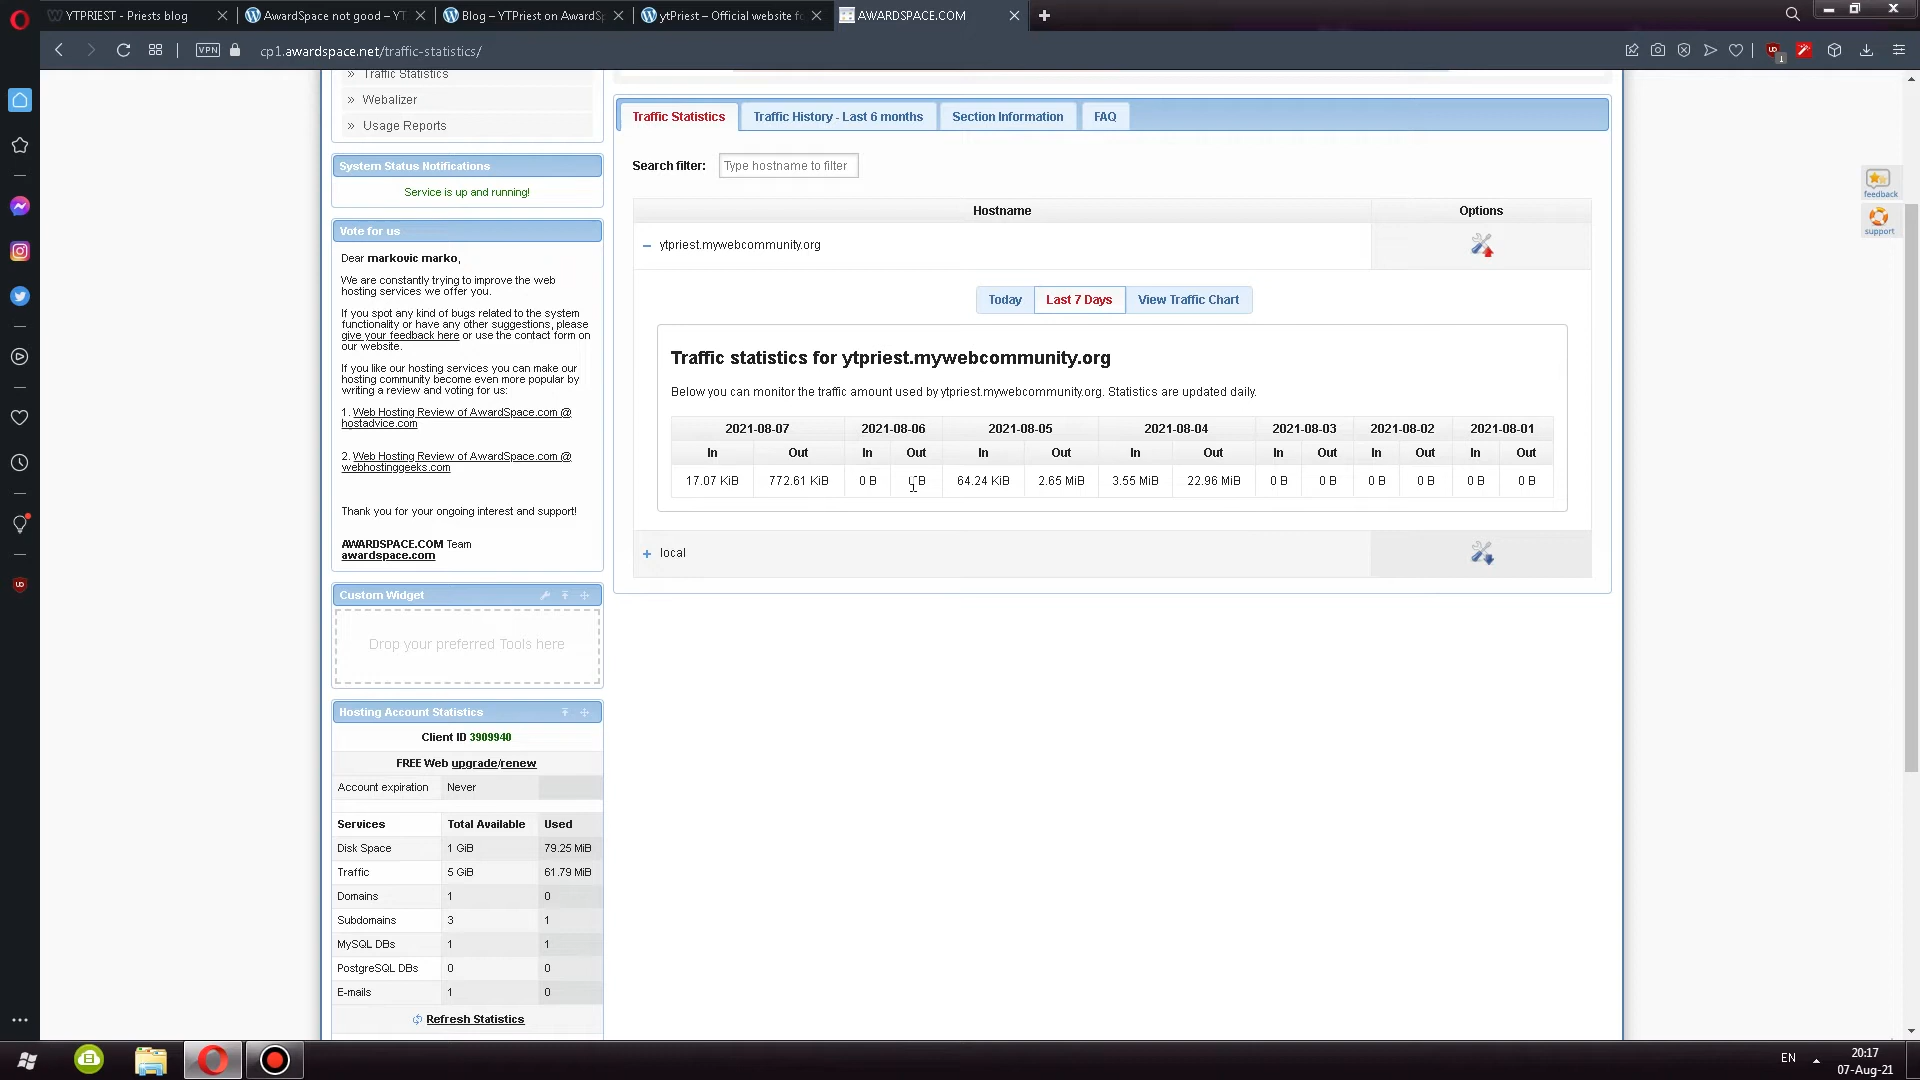 YTPRIEST - Priests blog
AwardSpace not good – YT
Blog – YTPriest on AwardS
ytPriest – Official website f
AWARDSPACE.COM
VPN
cp1.awardspace.net/traffic-statistics/
1
» Traffic Statistics
» Webalizer
» Usage Reports
System Status Notifications
Service is up and running!
Vote for us
Dear markovic marko,
We are constantly trying to improve the web
hosting services we offer you.
If you spot any kind of bugs related to the system
functionality or have any other suggestions, please
give your feedback here or use the contact form on
our website.
If you like our hosting services you can make our
hosting community become even more popular by
writing a review and voting for us:
1. Web Hosting Review of AwardSpace.com @
hostadvice.com
2. Web Hosting Review of AwardSpace.com @
webhostinggeeks.com
Thank you for your ongoing interest and support!
AWARDSPACE.COM Team
awardspace.com
Custom Widget
Drop your preferred Tools here
Hosting Account Statistics
Client ID 3909940
FREE Web upgrade/renew
Account expiration Never
Services Total Available Used
Disk Space 1 GiB 79.25 MiB
Traffic 5 GiB 61.79 MiB
Domains 1 0
Subdomains 3 1
MySQL DBs 1 1
PostgreSQL DBs 0 0
E-mails 1 0
Refresh Statistics
Traffic Statistics Traffic History - Last 6 months Section Information FAQ
Search filter: Type hostname to filter
Hostname Options
ytpriest.mywebcommunity.org
Today Last 7 Days View Traffic Chart
Traffic statistics for ytpriest.mywebcommunity.org
Below you can monitor the traffic amount used by ytpriest.mywebcommunity.org. Statistics are updated daily.
2021-08-07 2021-08-06 2021-08-05 2021-08-04 2021-08-03 2021-08-02 2021-08-01
In Out In Out In Out In Out In Out In Out In Out
17.07 KiB 772.61 KiB 0 B B 64.24 KiB 2.65 MiB 3.55 MiB 22.96 MiB 0 B 0 B 0 B 0 B 0 B 0 B
+ local
feedback
support
EN
20:17
07-Aug-21